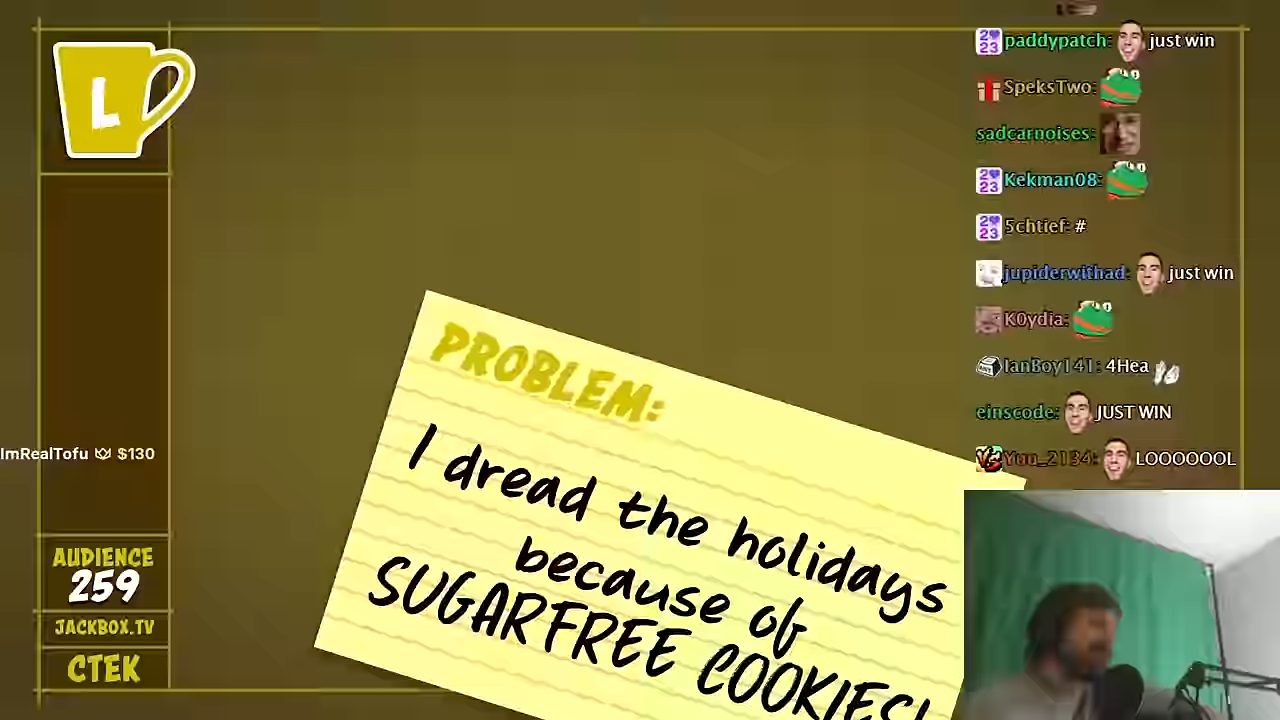 L
ImRealTofu $130
AUDIENCE
259
JACKBOX.TV
CTEK
PROBLEM:
I dread the holidays
because of
SUGARFREE COOKIES!
paddypatch: just win
SpeksTwo:
sadcarnoises:
Kekman08:
5chtief: #
jupiderwithad: just win
K0ydia:
IanBoy141: 4Hea
einscode: JUST WIN
You_2134: LOOOOOOL